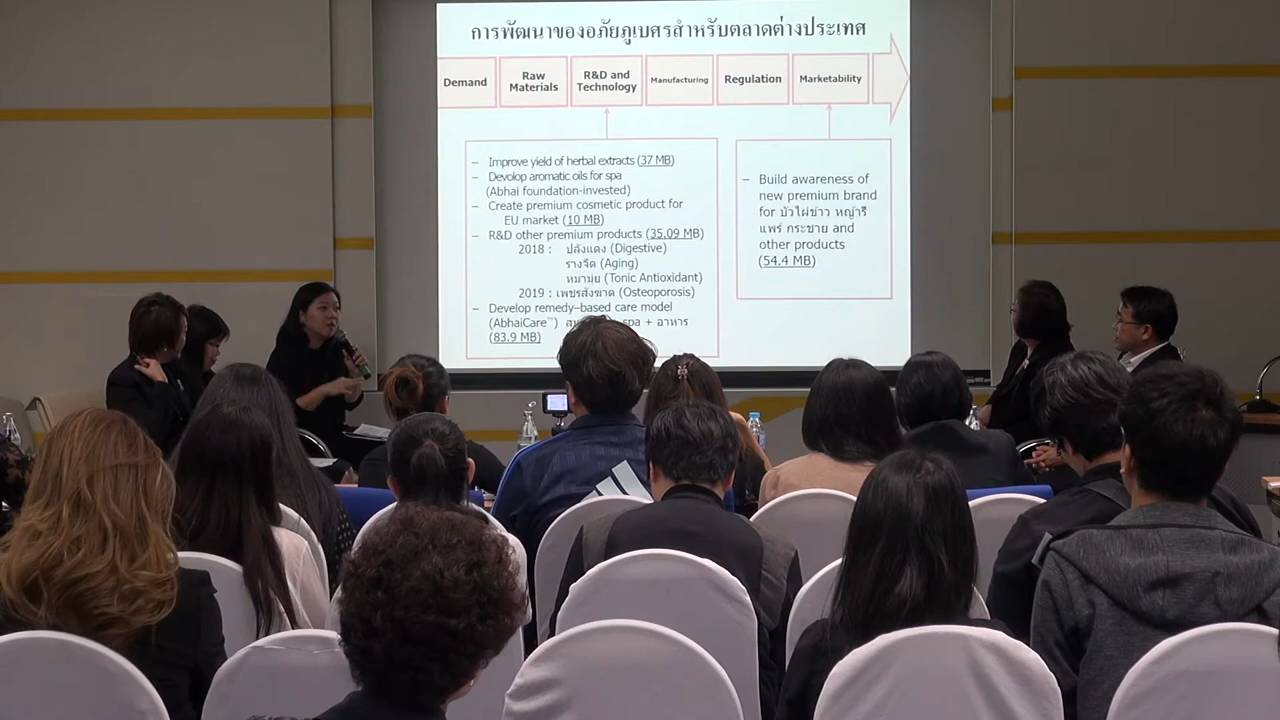 การพัฒนาของอภัยภูเบศรสำหรับตลาดต่างประเทศ
Demand
Raw
Materials
R&D and
Technology
Manufacturing
Regulation
Marketability
– Improve yield of herbal extracts (37 MB)
– Devolop aromatic oils for spa
(Abhai foundation-invested)
– Create premium cosmetic product for
EU market (10 MB)
– R&D other premium products (35.09 MB)
2018 : ปลังแดง (Digestive)
รางจืด (Aging)
หมามุ่ย (Tonic Antioxidant)
2019 : เพชรสังฆาต (Osteoporosis)
– Develop remedy–based care model
(AbhaiCare™) spa + อาหาร
(83.9 MB)
– Build awareness of
new premium brand
for บัวไผ่ข่าว หญ้ารี
แพร์ กระชาย and
other products
(54.4 MB)